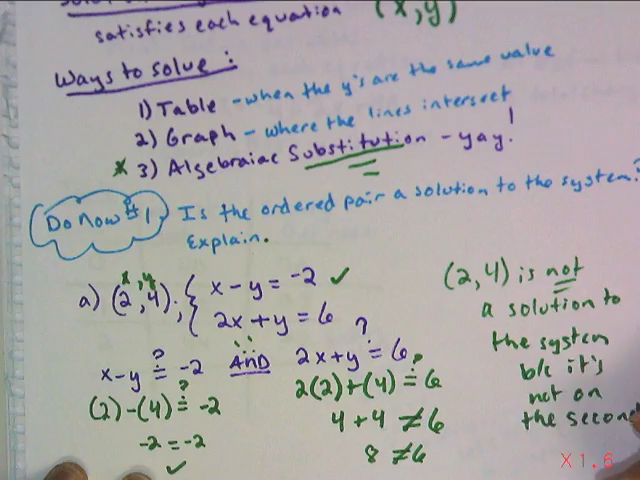 satisfies each equation (x,y)
Ways to solve:
1) Table - when the y's are the same value
2) Graph - where the lines intersect
x 3) Algebraiac Substitution - yay!
Do Now #1 Is the ordered pair a solution to the system?
Explain.
x, y
a) (2,4); { x - y = -2 ✓
2x + y = 6
x - y ≟ -2 AND 2x + y ≟ 6
(2) - (4) ≟ -2 2(2) + (4) ≟ 6
-2 = -2 4 + 4 ≠ 6
✓ 8 ≠ 6
(2,4) is not
a solution to
the system
b/c it's
not on
the second
X1.6